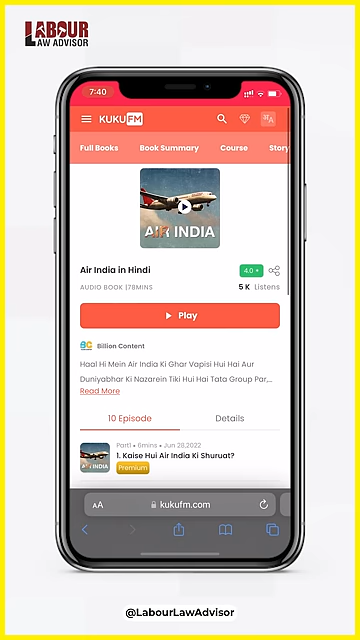 LABOUR
LAW ADVISOR
7:40
KUKU FM
Full Books Book Summary Course Story
AIR INDIA
Air India in Hindi
4.0
AUDIO BOOK |78MINS
5 K Listens
Play
Billion Content
Haal Hi Mein Air India Ki Ghar Vapisi Hui Hai Aur
Duniyabhar Ki Nazarein Tiki Hui Hai Tata Group Par,...
Read More
10 Episode Details
Part1 • 6mins • Jun 28,2022
1. Kaise Hui Air India Ki Shuruat?
AIR INDIA
Premium
AA kukufm.com
@LabourLawAdvisor